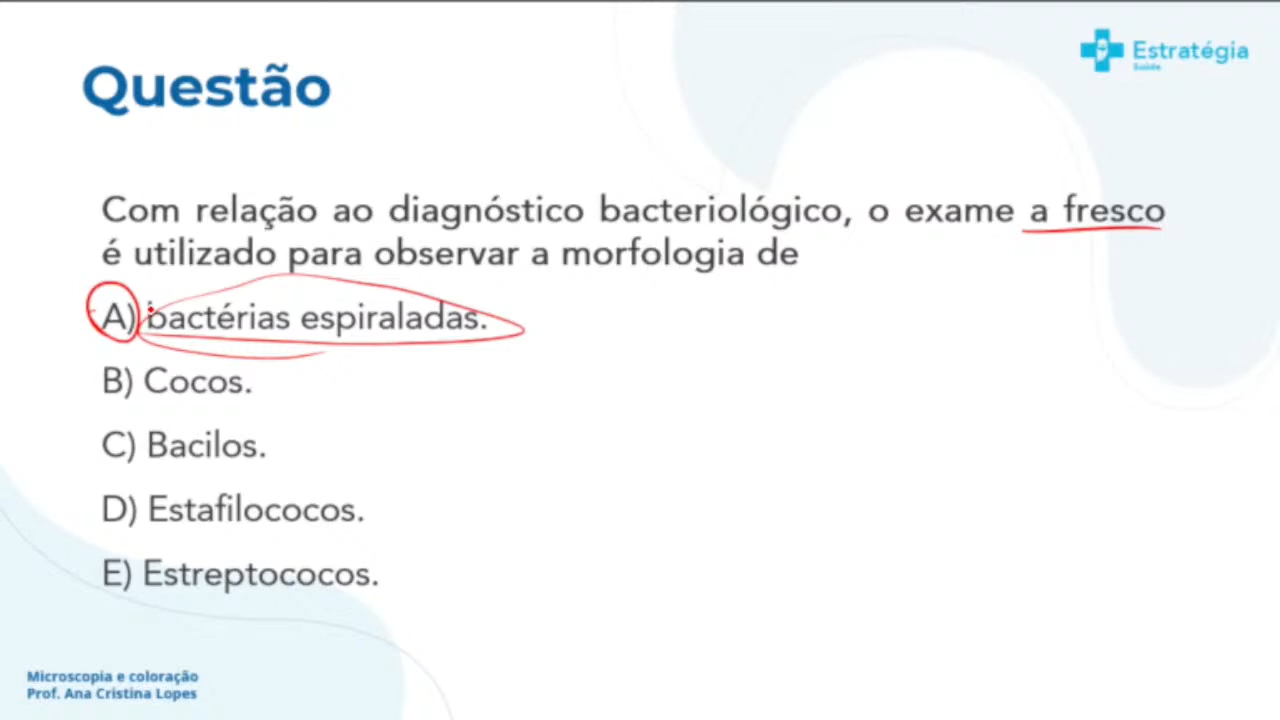 Estratégia
Saúde
Questão
Com relação ao diagnóstico bacteriológico, o exame a fresco
é utilizado para observar a morfologia de
A) bactérias espiraladas.
B) Cocos.
C) Bacilos.
D) Estafilococos.
E) Estreptococos.
Microscopia e coloração
Prof. Ana Cristina Lopes